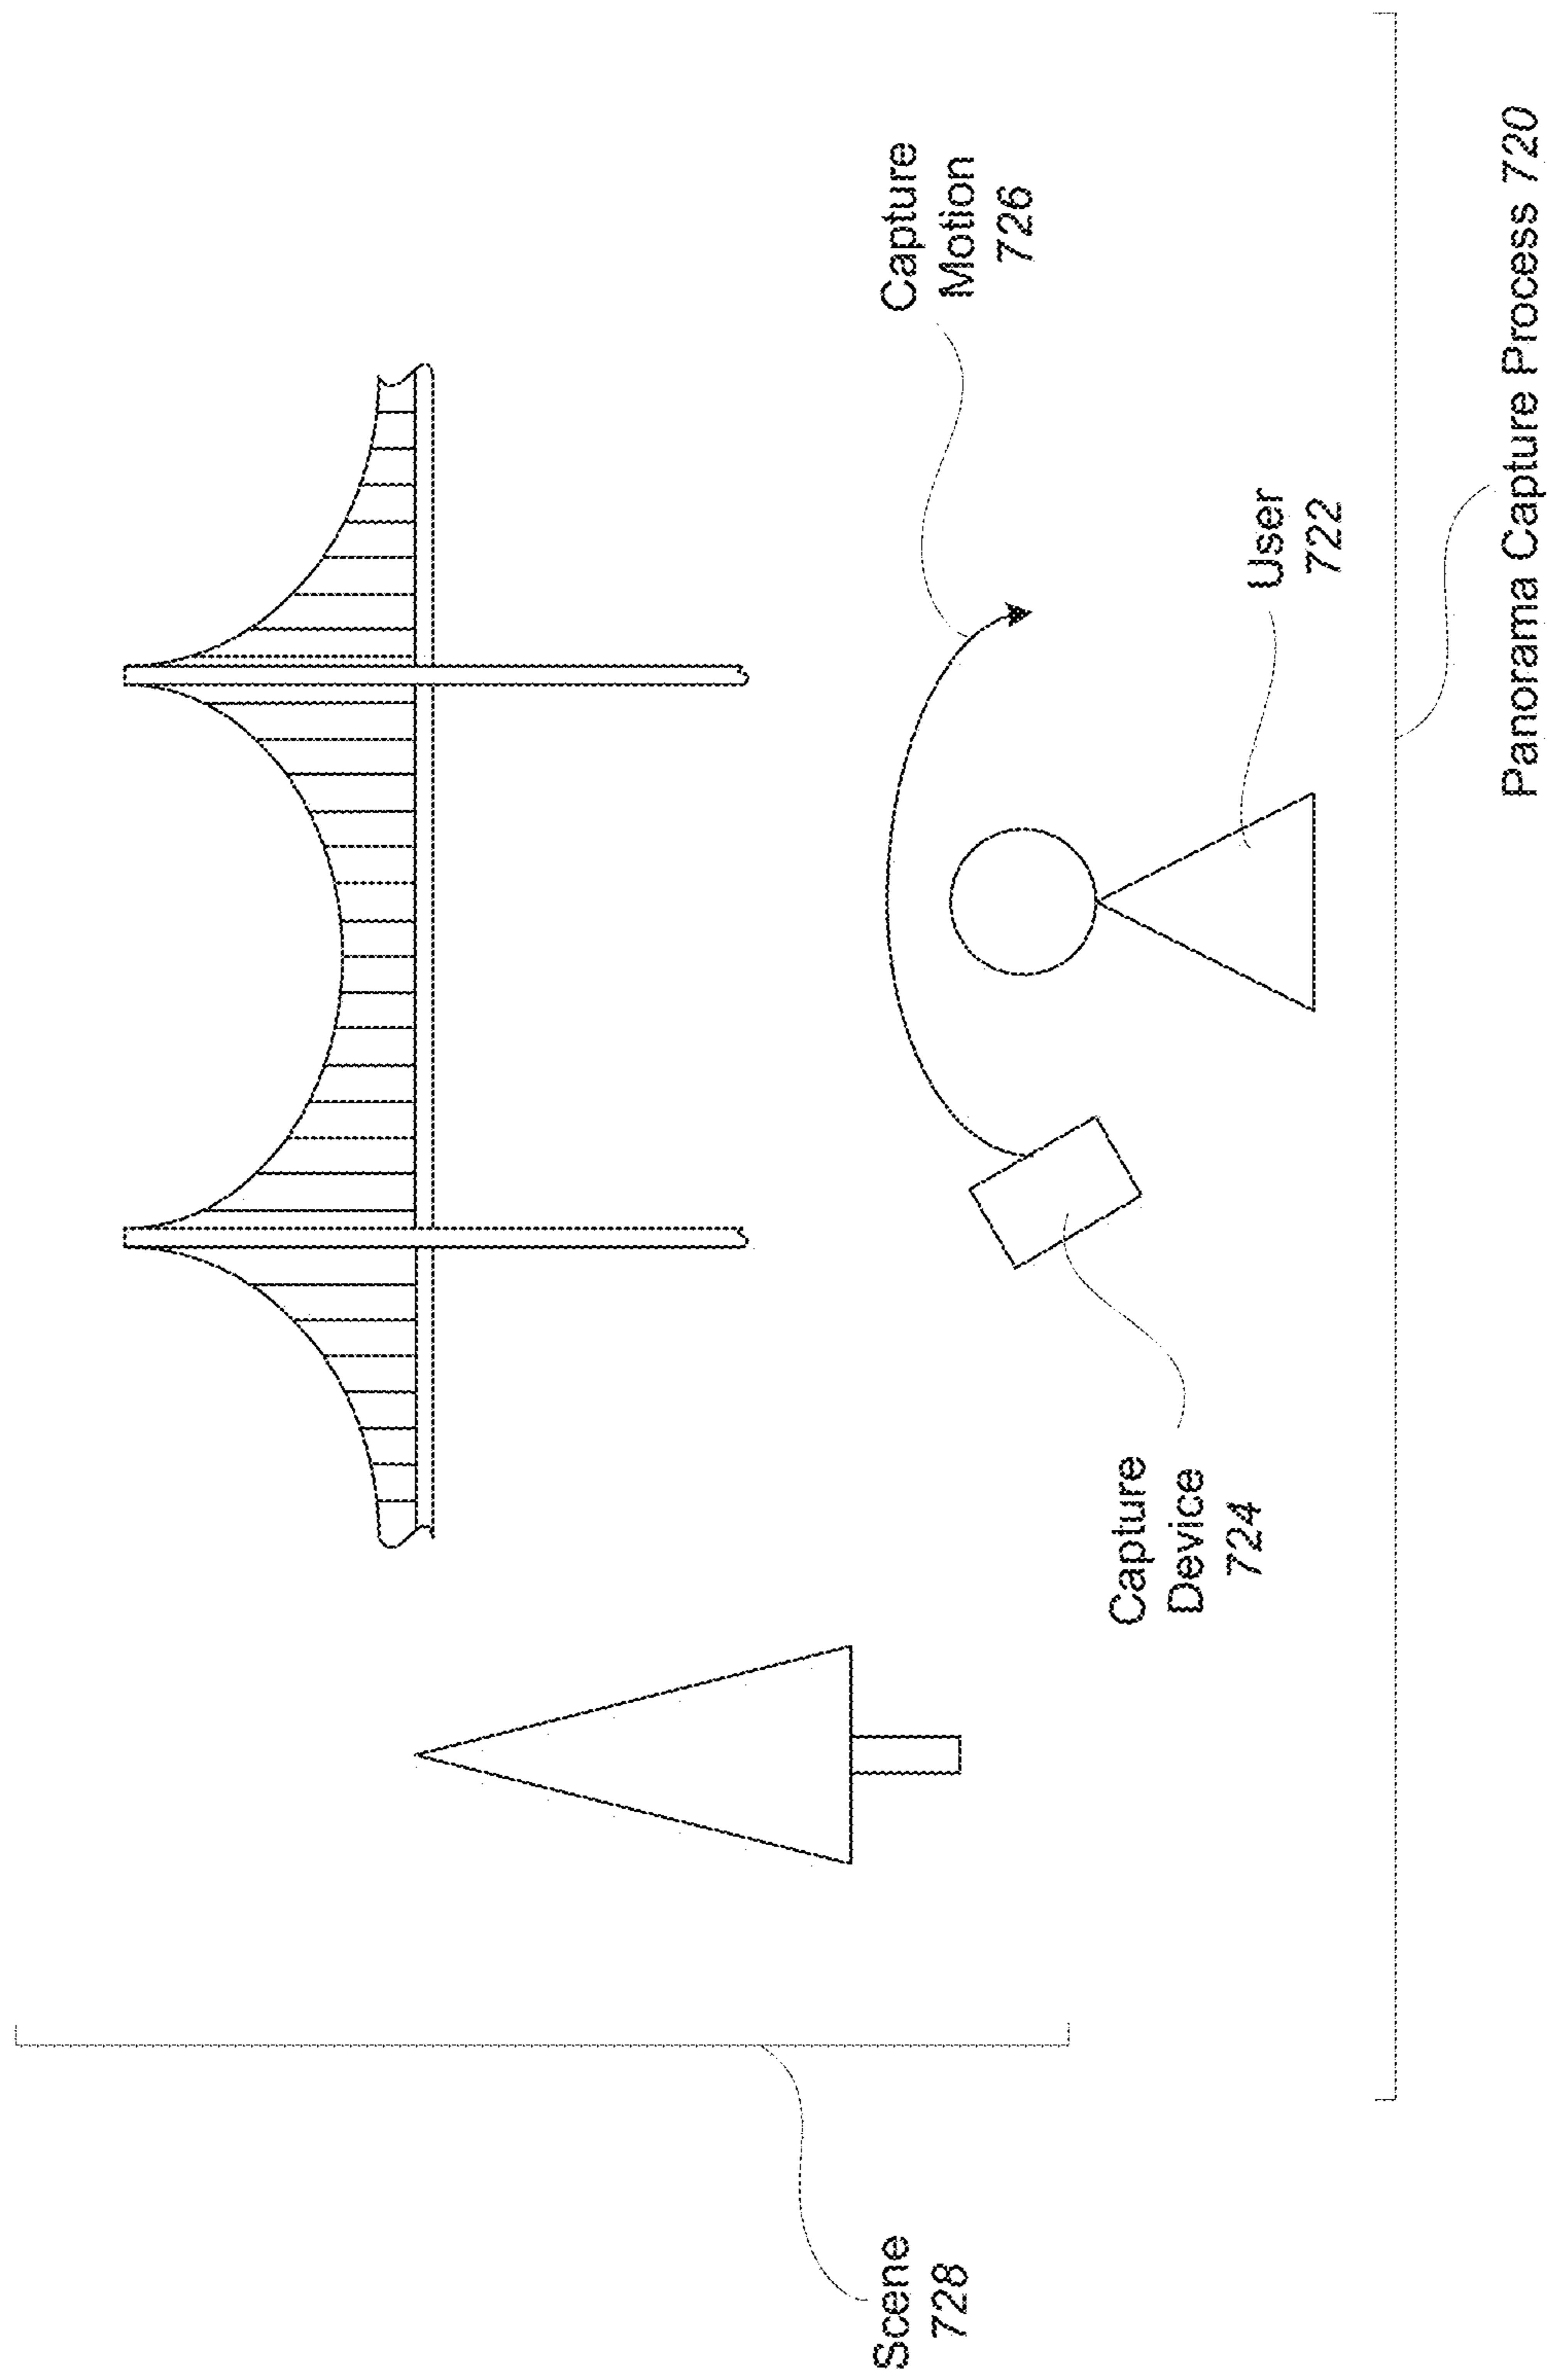 Scene
728
Capture
Motion
726
Capture
Device
724
User
722
Panorama Capture Process 720